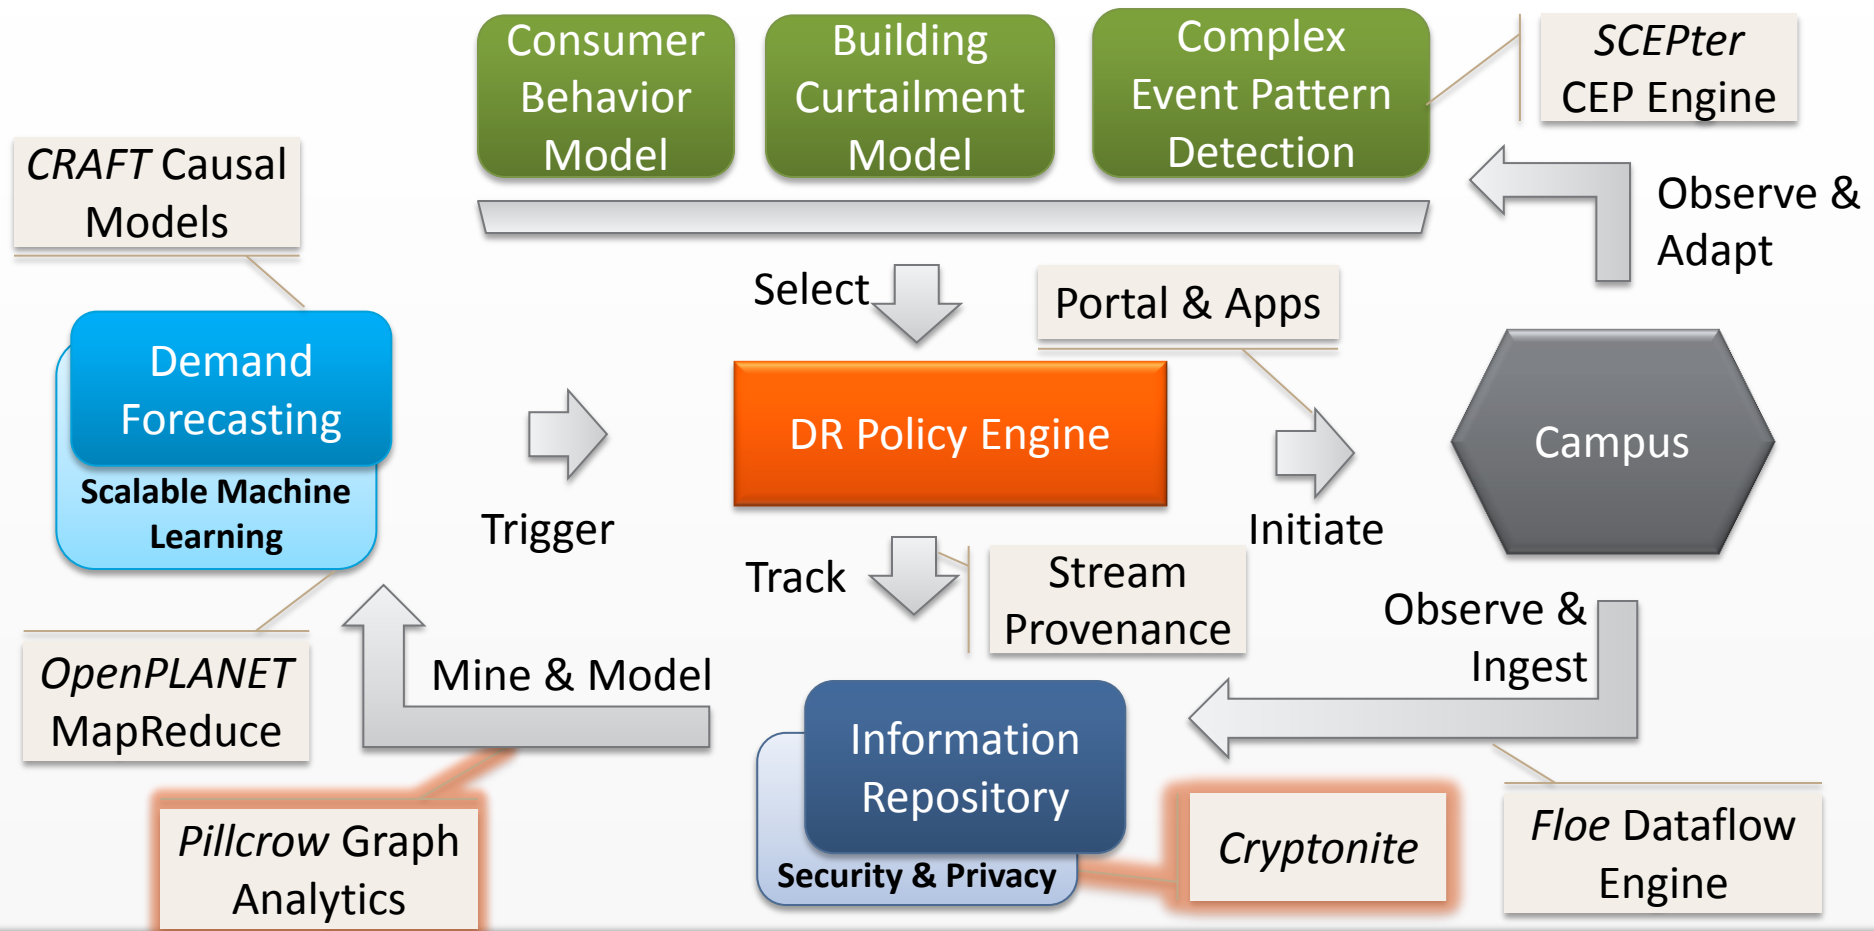 Consumer
Behavior
Model
Building
Curtailment
Model
Complex
Event Pattern
Detection
SCEPter
CEP Engine
CRAFT Causal
Models
Observe &
Adapt
Select
Portal & Apps
Demand
Forecasting
Scalable Machine
Learning
Trigger
DR Policy Engine
Initiate
Campus
Track
Stream
Provenance
Observe &
Ingest
OpenPLANET
MapReduce
Mine & Model
Information
Repository
Security & Privacy
Pillcrow Graph
Analytics
Cryptonite
Floe Dataflow
Engine